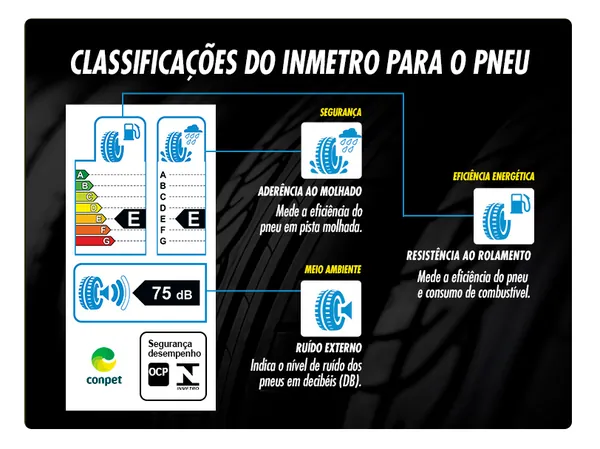 CLASSIFICAÇÕES DO INMETRO PARA O PNEU
SEGURANÇA
ADERÊNCIA AO MOLHADO
Mede a eficiência do
pneu em pista molhada.
EFICIÊNCIA ENERGÉTICA
RESISTÊNCIA AO ROLAMENTO
Mede a eficiência do pneu
e consumo de combustível.
MEIO AMBIENTE
RUÍDO EXTERNO
Indica o nível de ruído dos
pneus em decibéis (DB).
A
B
C
D
E
F
G
E
A
B
C
D
E
F
G
E
75 dB
conpet
Segurança
desempenho
OCP
INMETRO